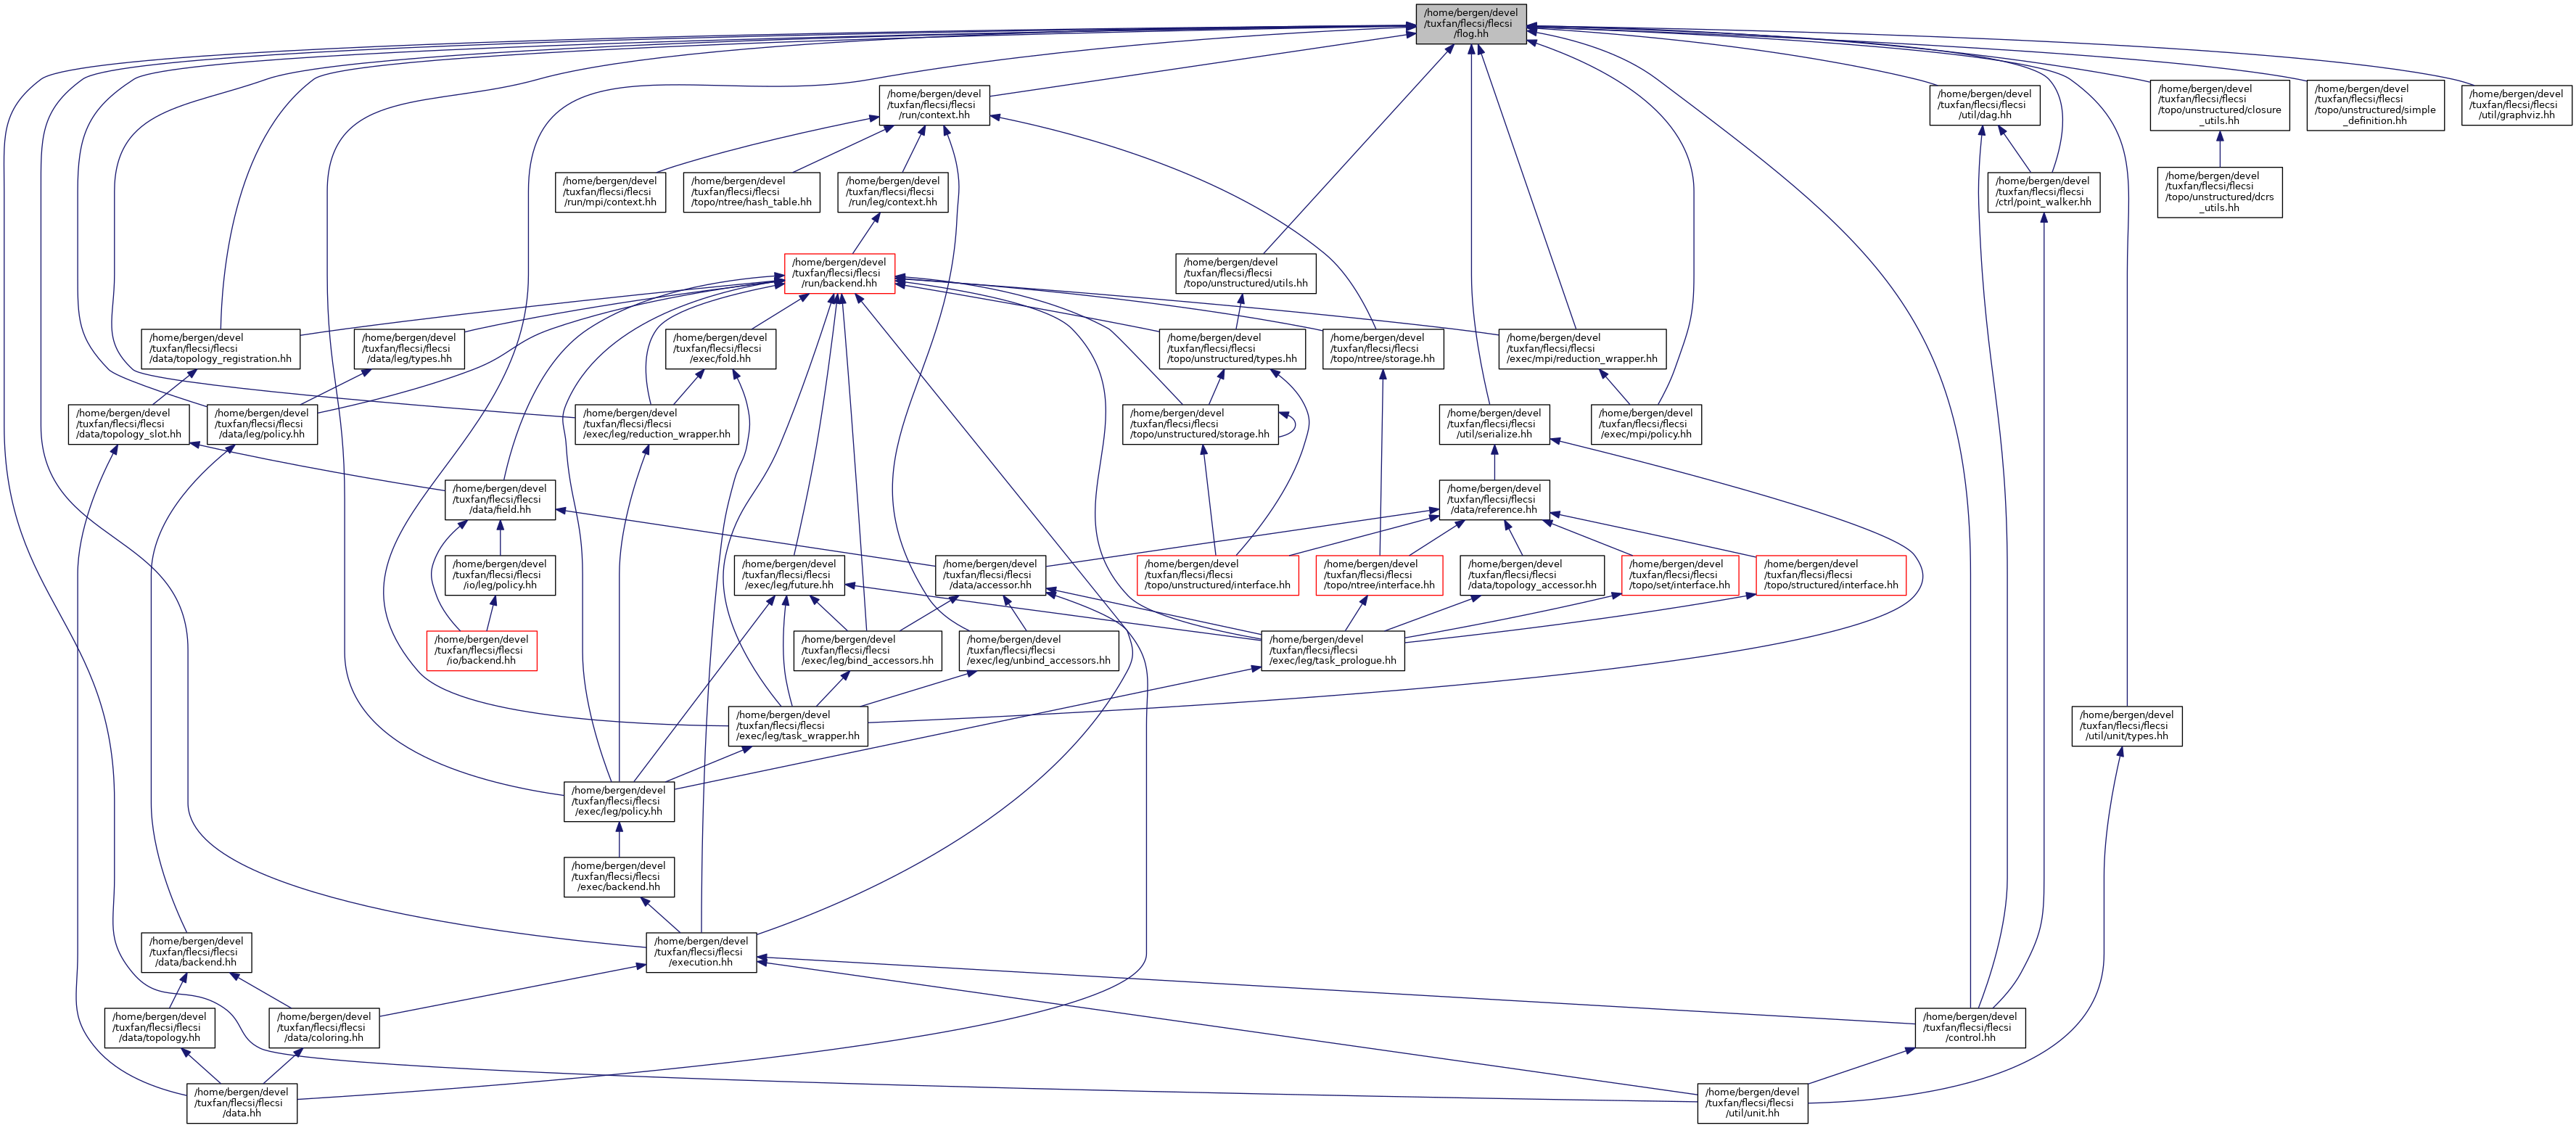 /home/bergen/devel
/tuxfan/flecsi/flecsi
/flog.hh
/home/bergen/devel
/tuxfan/flecsi/flecsi
/run/context.hh
/home/bergen/devel
/tuxfan/flecsi/flecsi
/util/dag.hh
/home/bergen/devel
/tuxfan/flecsi/flecsi
/topo/unstructured/closure
_utils.hh
/home/bergen/devel
/tuxfan/flecsi/flecsi
/topo/unstructured/simple
_definition.hh
/home/bergen/devel
/tuxfan/flecsi/flecsi
/util/graphviz.hh
/home/bergen/devel
/tuxfan/flecsi/flecsi
/run/mpi/context.hh
/home/bergen/devel
/tuxfan/flecsi/flecsi
/topo/ntree/hash_table.hh
/home/bergen/devel
/tuxfan/flecsi/flecsi
/run/leg/context.hh
/home/bergen/devel
/tuxfan/flecsi/flecsi
/ctrl/point_walker.hh
/home/bergen/devel
/tuxfan/flecsi/flecsi
/topo/unstructured/dcrs
_utils.hh
/home/bergen/devel
/tuxfan/flecsi/flecsi
/run/backend.hh
/home/bergen/devel
/tuxfan/flecsi/flecsi
/topo/unstructured/utils.hh
/home/bergen/devel
/tuxfan/flecsi/flecsi
/data/topology_registration.hh
/home/bergen/devel
/tuxfan/flecsi/flecsi
/data/leg/types.hh
/home/bergen/devel
/tuxfan/flecsi/flecsi
/exec/fold.hh
/home/bergen/devel
/tuxfan/flecsi/flecsi
/topo/unstructured/types.hh
/home/bergen/devel
/tuxfan/flecsi/flecsi
/topo/ntree/storage.hh
/home/bergen/devel
/tuxfan/flecsi/flecsi
/exec/mpi/reduction_wrapper.hh
/home/bergen/devel
/tuxfan/flecsi/flecsi
/data/topology_slot.hh
/home/bergen/devel
/tuxfan/flecsi/flecsi
/data/leg/policy.hh
/home/bergen/devel
/tuxfan/flecsi/flecsi
/exec/leg/reduction_wrapper.hh
/home/bergen/devel
/tuxfan/flecsi/flecsi
/topo/unstructured/storage.hh
/home/bergen/devel
/tuxfan/flecsi/flecsi
/util/serialize.hh
/home/bergen/devel
/tuxfan/flecsi/flecsi
/exec/mpi/policy.hh
/home/bergen/devel
/tuxfan/flecsi/flecsi
/data/field.hh
/home/bergen/devel
/tuxfan/flecsi/flecsi
/data/reference.hh
/home/bergen/devel
/tuxfan/flecsi/flecsi
/io/leg/policy.hh
/home/bergen/devel
/tuxfan/flecsi/flecsi
/exec/leg/future.hh
/home/bergen/devel
/tuxfan/flecsi/flecsi
/data/accessor.hh
/home/bergen/devel
/tuxfan/flecsi/flecsi
/topo/unstructured/interface.hh
/home/bergen/devel
/tuxfan/flecsi/flecsi
/topo/ntree/interface.hh
/home/bergen/devel
/tuxfan/flecsi/flecsi
/data/topology_accessor.hh
/home/bergen/devel
/tuxfan/flecsi/flecsi
/topo/set/interface.hh
/home/bergen/devel
/tuxfan/flecsi/flecsi
/topo/structured/interface.hh
/home/bergen/devel
/tuxfan/flecsi/flecsi
/io/backend.hh
/home/bergen/devel
/tuxfan/flecsi/flecsi
/exec/leg/bind_accessors.hh
/home/bergen/devel
/tuxfan/flecsi/flecsi
/exec/leg/unbind_accessors.hh
/home/bergen/devel
/tuxfan/flecsi/flecsi
/exec/leg/task_prologue.hh
/home/bergen/devel
/tuxfan/flecsi/flecsi
/exec/leg/task_wrapper.hh
/home/bergen/devel
/tuxfan/flecsi/flecsi
/util/unit/types.hh
/home/bergen/devel
/tuxfan/flecsi/flecsi
/exec/leg/policy.hh
/home/bergen/devel
/tuxfan/flecsi/flecsi
/exec/backend.hh
/home/bergen/devel
/tuxfan/flecsi/flecsi
/data/backend.hh
/home/bergen/devel
/tuxfan/flecsi/flecsi
/execution.hh
/home/bergen/devel
/tuxfan/flecsi/flecsi
/data/topology.hh
/home/bergen/devel
/tuxfan/flecsi/flecsi
/data/coloring.hh
/home/bergen/devel
/tuxfan/flecsi/flecsi
/control.hh
/home/bergen/devel
/tuxfan/flecsi/flecsi
/data.hh
/home/bergen/devel
/tuxfan/flecsi/flecsi
/util/unit.hh